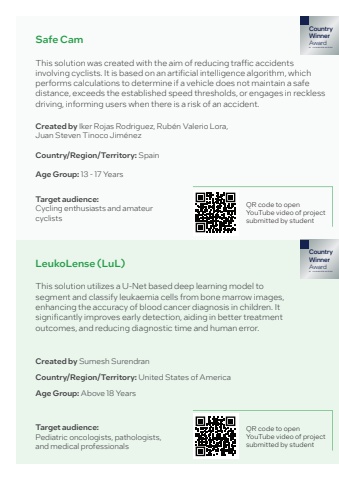 Country
Winner
Award
Safe Cam
This solution was created with the aim of reducing traffic accidents
involving cyclists. It is based on an artificial intelligence algorithm, which
performs calculations to determine if a vehicle does not maintain a safe
distance, exceeds the established speed thresholds, or engages in reckless
driving, informing users when there is a risk of an accident.
Created by Iker Rojas Rodriguez, Rubén Valerio Lora,
Juan Steven Tinoco Jiménez
Country/Region/Territory: Spain
Age Group: 13 - 17 Years
Target audience:
Cycling enthusiasts and amateur
cyclists
QR code to open
YouTube video of project
submitted by student
Country
Winner
Award
LeukoLense (LuL)
This solution utilizes a U-Net based deep learning model to
segment and classify leukaemia cells from bone marrow images,
enhancing the accuracy of blood cancer diagnosis in children. It
significantly improves early detection, aiding in better treatment
outcomes, and reducing diagnostic time and human error.
Created by Sumesh Surendran
Country/Region/Territory: United States of America
Age Group: Above 18 Years
Target audience:
Pediatric oncologists, pathologists,
and medical professionals
QR code to open
YouTube video of project
submitted by student